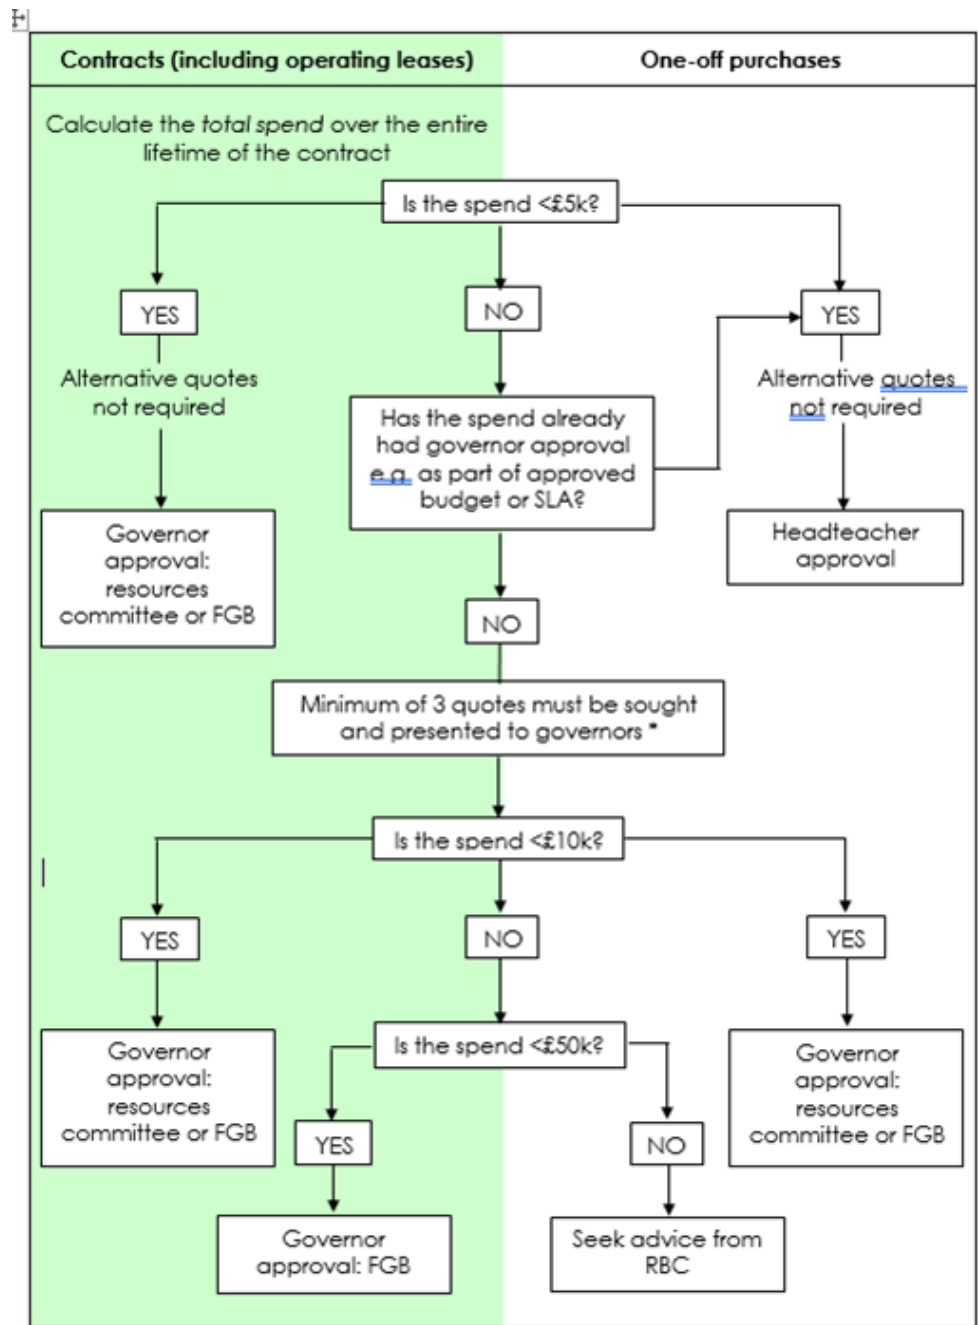 Contracts (including operating leases)
One-off purchases
Calculate the total spend over the entire
lifetime of the contract
Is the spend <£5k?
YES
NO
YES
Alternative quotes
not required
Alternative quotes
not required
Has the spend already
had governor approval
e.g. as part of approved
budget or SLA?
Governor
approval:
resources
committee or FGB
Headteacher
approval
NO
Minimum of 3 quotes must be sought
and presented to governors *
Is the spend <£10k?
YES
NO
YES
Governor
approval:
resources
committee or FGB
Is the spend <£50k?
Governor
approval:
resources
committee or FGB
YES
NO
Governor
approval: FGB
Seek advice from
RBC